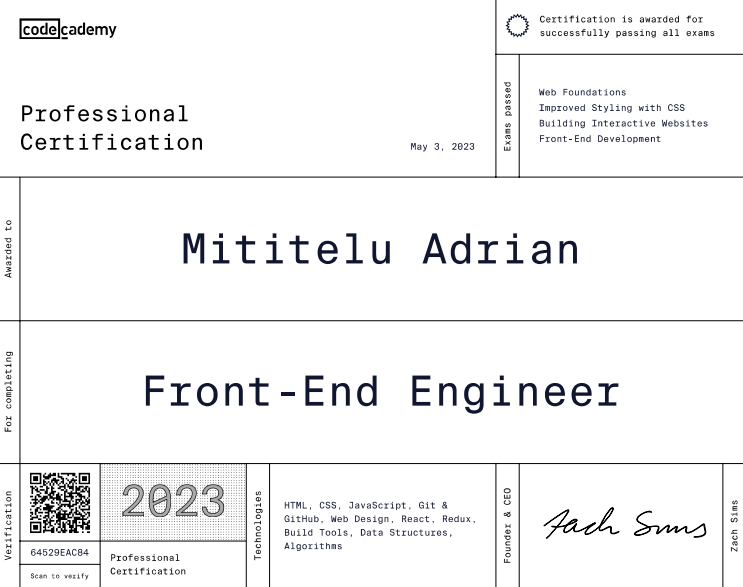 codecademy
Certification is awarded for
successfully passing all exams
Professional
Certification
May 3, 2023
Exams passed
Web Foundations
Improved Styling with CSS
Building Interactive Websites
Front-End Development
Awarded to
Mititelu Adrian
For completing
Front-End Engineer
Verification
64529EAC84
Scan to verify
2023
Professional
Certification
Technologies
HTML, CSS, JavaScript, Git &
GitHub, Web Design, React, Redux,
Build Tools, Data Structures,
Algorithms
Founder & CEO
Zach Sims
Zach Sims